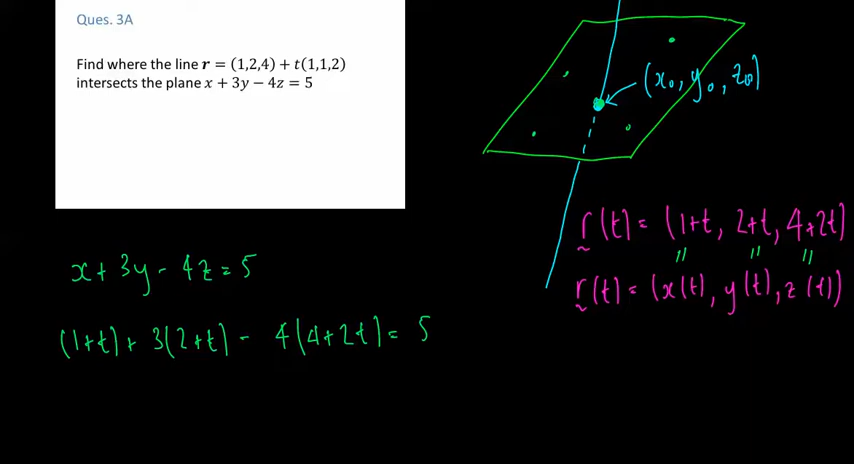 Ques. 3A
Find where the line r = (1,2,4) + t(1,1,2)
intersects the plane x + 3y − 4z = 5
(x₀, y₀, z₀)
r(t) = (1+t, 2+t, 4+2t)
= = =
r(t) = (x(t), y(t), z(t))
x + 3y - 4z = 5
(1+t) + 3(2+t) - 4(4+2t) = 5